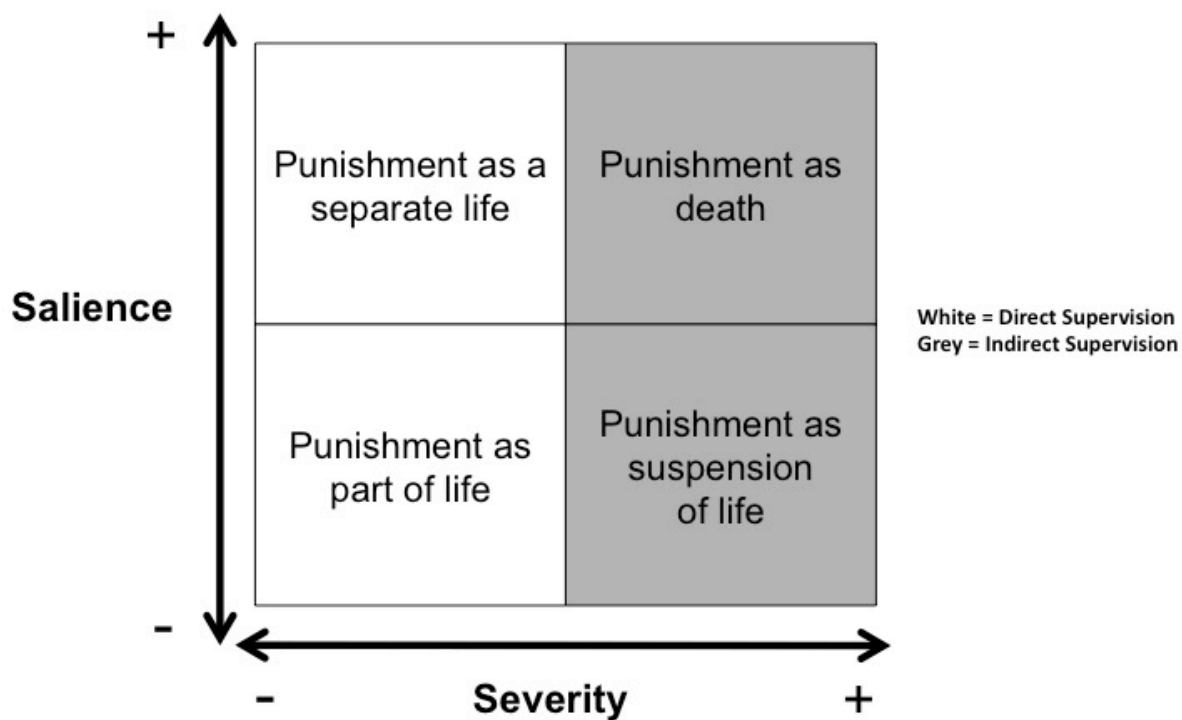 +
Punishment as a
separate life
Punishment as
death
Salience
White = Direct Supervision
Grey = Indirect Supervision
Punishment as
part of life
Punishment as
suspension
of life
-
-
Severity
+